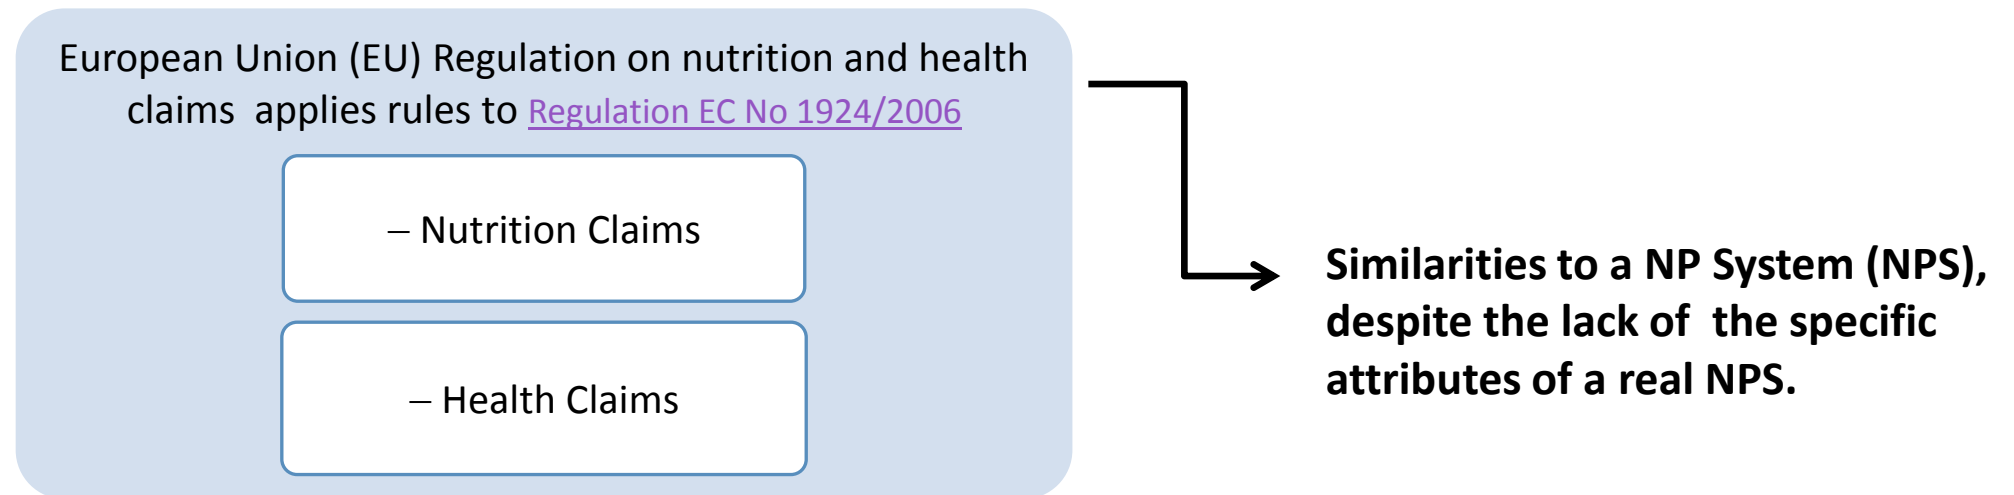 European Union (EU) Regulation on nutrition and health
claims  applies rules to Regulation EC No 1924/2006
– Nutrition Claims
– Health Claims
Similarities to a NP System (NPS),
despite the lack of  the specific
attributes of a real NPS.